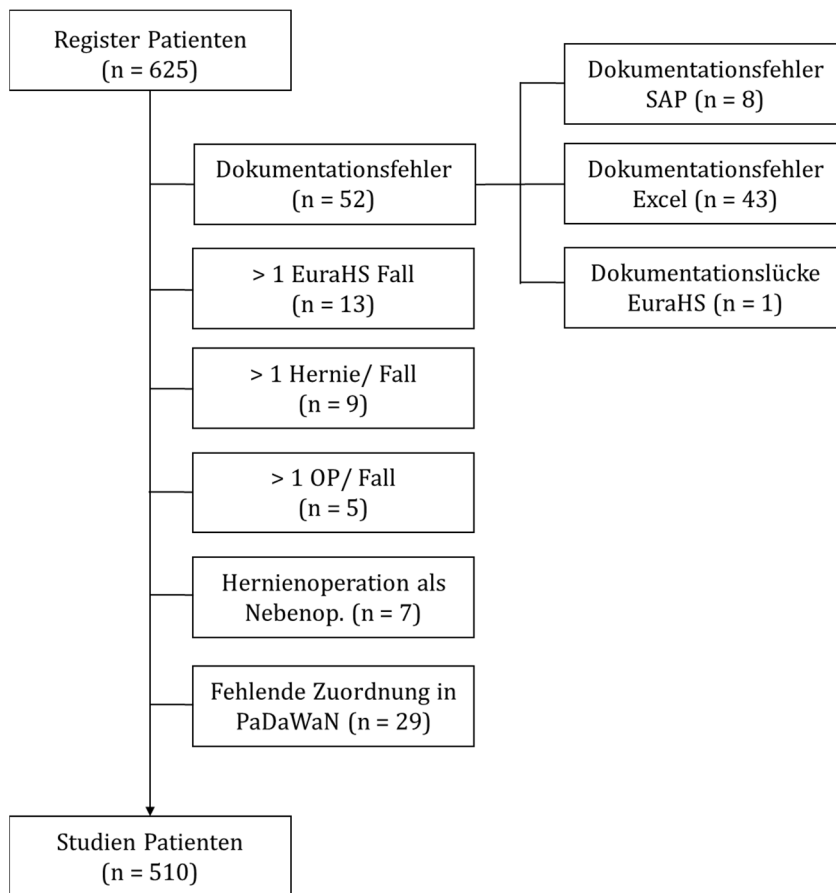 Register Patienten
(n = 625)
Dokumentationsfehler
(n = 52)
Dokumentationsfehler
SAP (n = 8)
Dokumentationsfehler
Excel (n = 43)
Dokumentationslücke
EuraHS (n = 1)
> 1 EuraHS Fall
(n = 13)
> 1 Hernie/ Fall
(n = 9)
> 1 OP/ Fall
(n = 5)
Hernienoperation als
Nebenop. (n = 7)
Fehlende Zuordnung in
PaDaWaN (n = 29)
Studien Patienten
(n = 510)